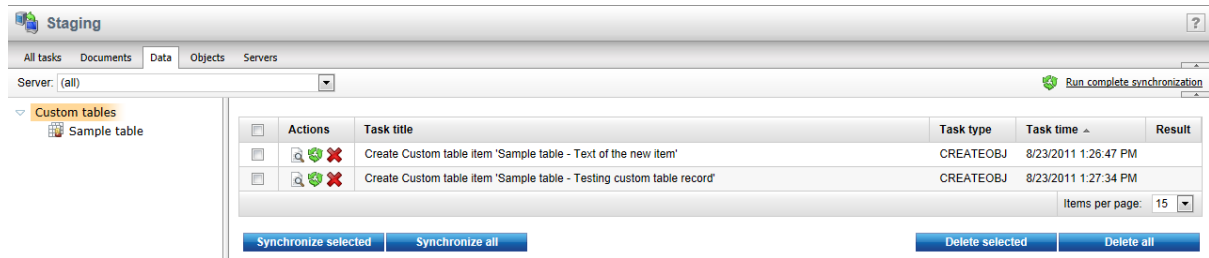 Staging
?
All tasks Documents Data Objects Servers
Server: (all)
Run complete synchronization
Custom tables
Sample table
Actions Task title Task type Task time Result
Create Custom table item 'Sample table - Text of the new item' CREATEOBJ 8/23/2011 1:26:47 PM
Create Custom table item 'Sample table - Testing custom table record' CREATEOBJ 8/23/2011 1:27:34 PM
Items per page: 15
Synchronize selected Synchronize all Delete selected Delete all